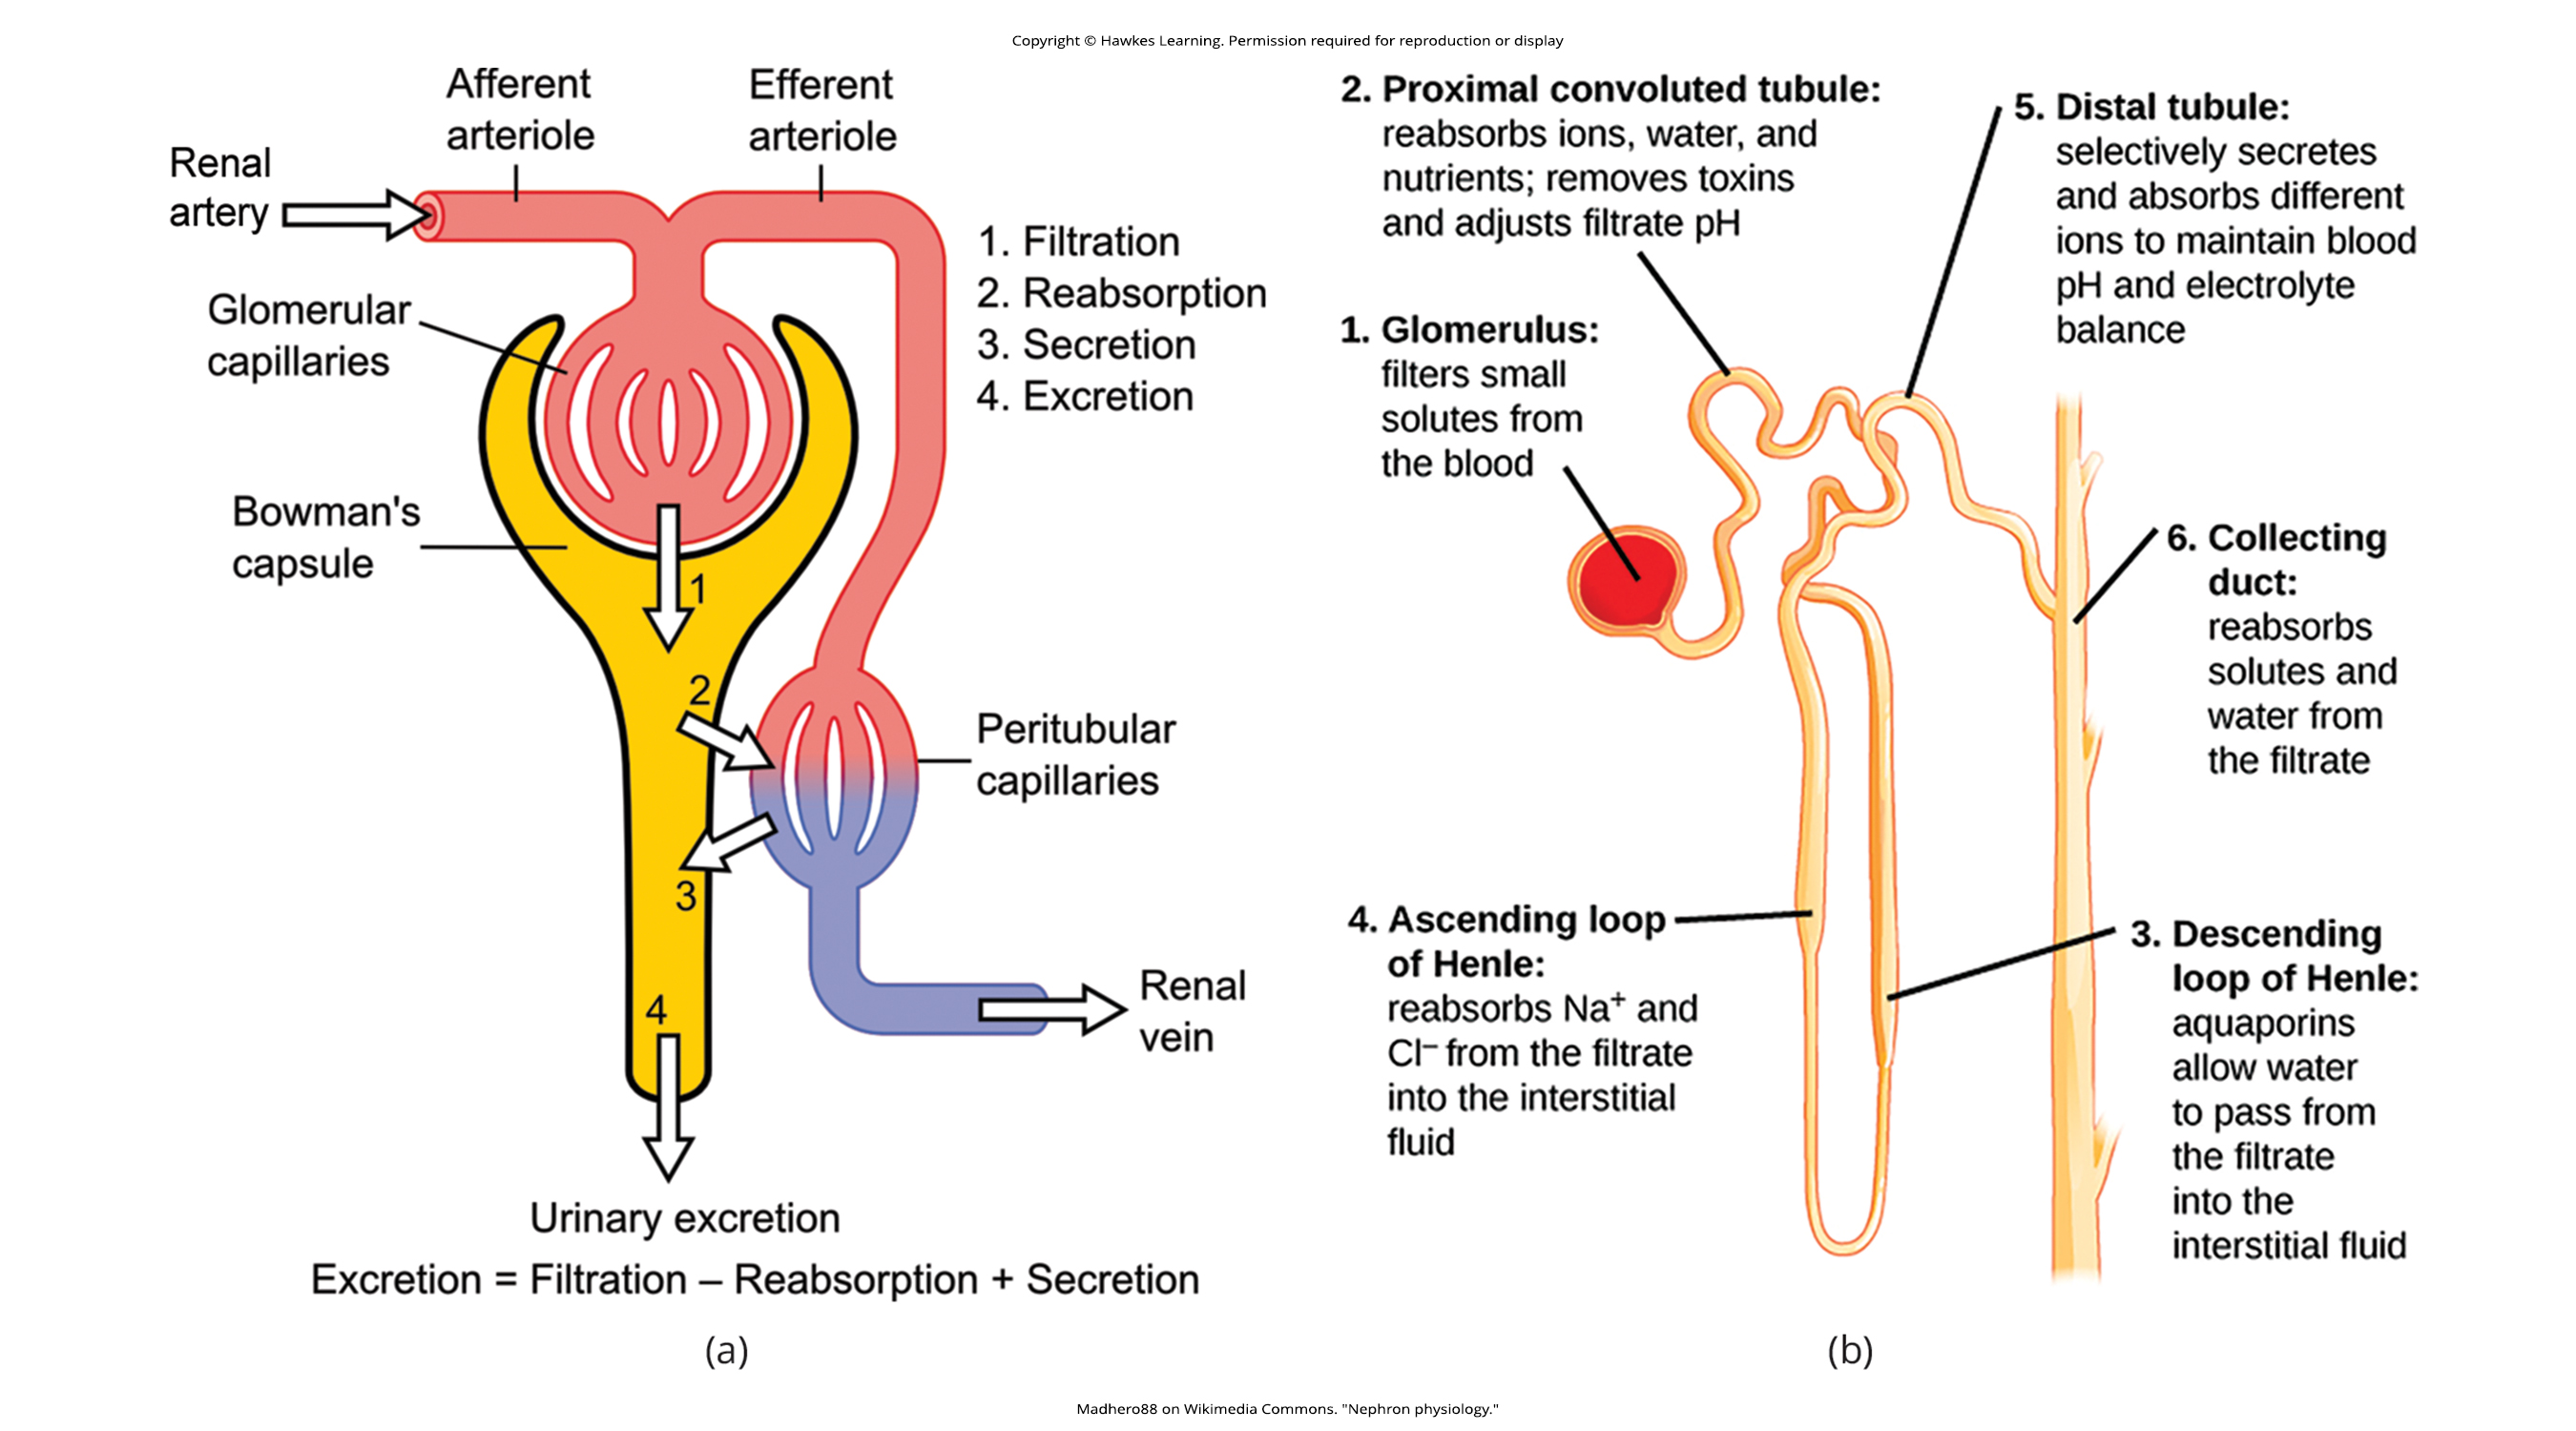 Copyright © Hawkes Learning. Permission required for reproduction or display
Afferent
arteriole
Efferent
arteriole
Renal
artery
Glomerular
capillaries
1. Filtration
2. Reabsorption
3. Secretion
4. Excretion
Bowman's
capsule
1
2
Peritubular
capillaries
3
4
Renal
vein
Urinary excretion
Excretion = Filtration – Reabsorption + Secretion
(a)
2. Proximal convoluted tubule:
reabsorbs ions, water, and
nutrients; removes toxins
and adjusts filtrate pH
5. Distal tubule:
selectively secretes
and absorbs different
ions to maintain blood
pH and electrolyte
balance
1. Glomerulus:
filters small
solutes from
the blood
6. Collecting
duct:
reabsorbs
solutes and
water from
the filtrate
4. Ascending loop
of Henle:
reabsorbs Na⁺ and
Cl⁻ from the filtrate
into the interstitial
fluid
3. Descending
loop of Henle:
aquaporins
allow water
to pass from
the filtrate
into the
interstitial fluid
(b)
Madhero88 on Wikimedia Commons. "Nephron physiology."